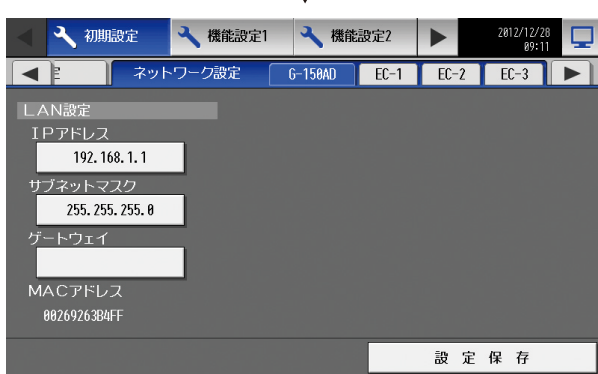 初期設定 機能設定1 機能設定2 2012/12/28
09:11
ネットワーク設定 G-150AD EC-1 EC-2 EC-3
LAN設定
IPアドレス
192.168.1.1
サブネットマスク
255.255.255.0
ゲートウェイ
MACアドレス
00269263B4FF
設定保存